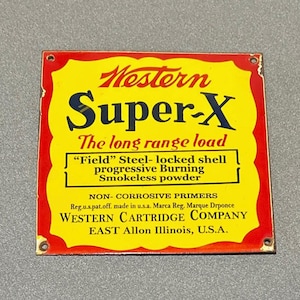 Western
Super-X
The long range load
"Field" Steel- locked shell
progressive Burning
Smokeless powder
NON- CORROSIVE PRIMERS
Reg.u.s.pat.off. made in u.s.a. Marca Reg. Marque Drponce
WESTERN CARTRIDGE COMPANY
EAST Allon Illinois, U.S.A.